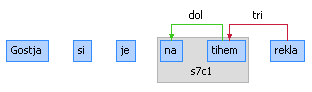 dol tri
Gostja si je na tihem rekla
s7c1